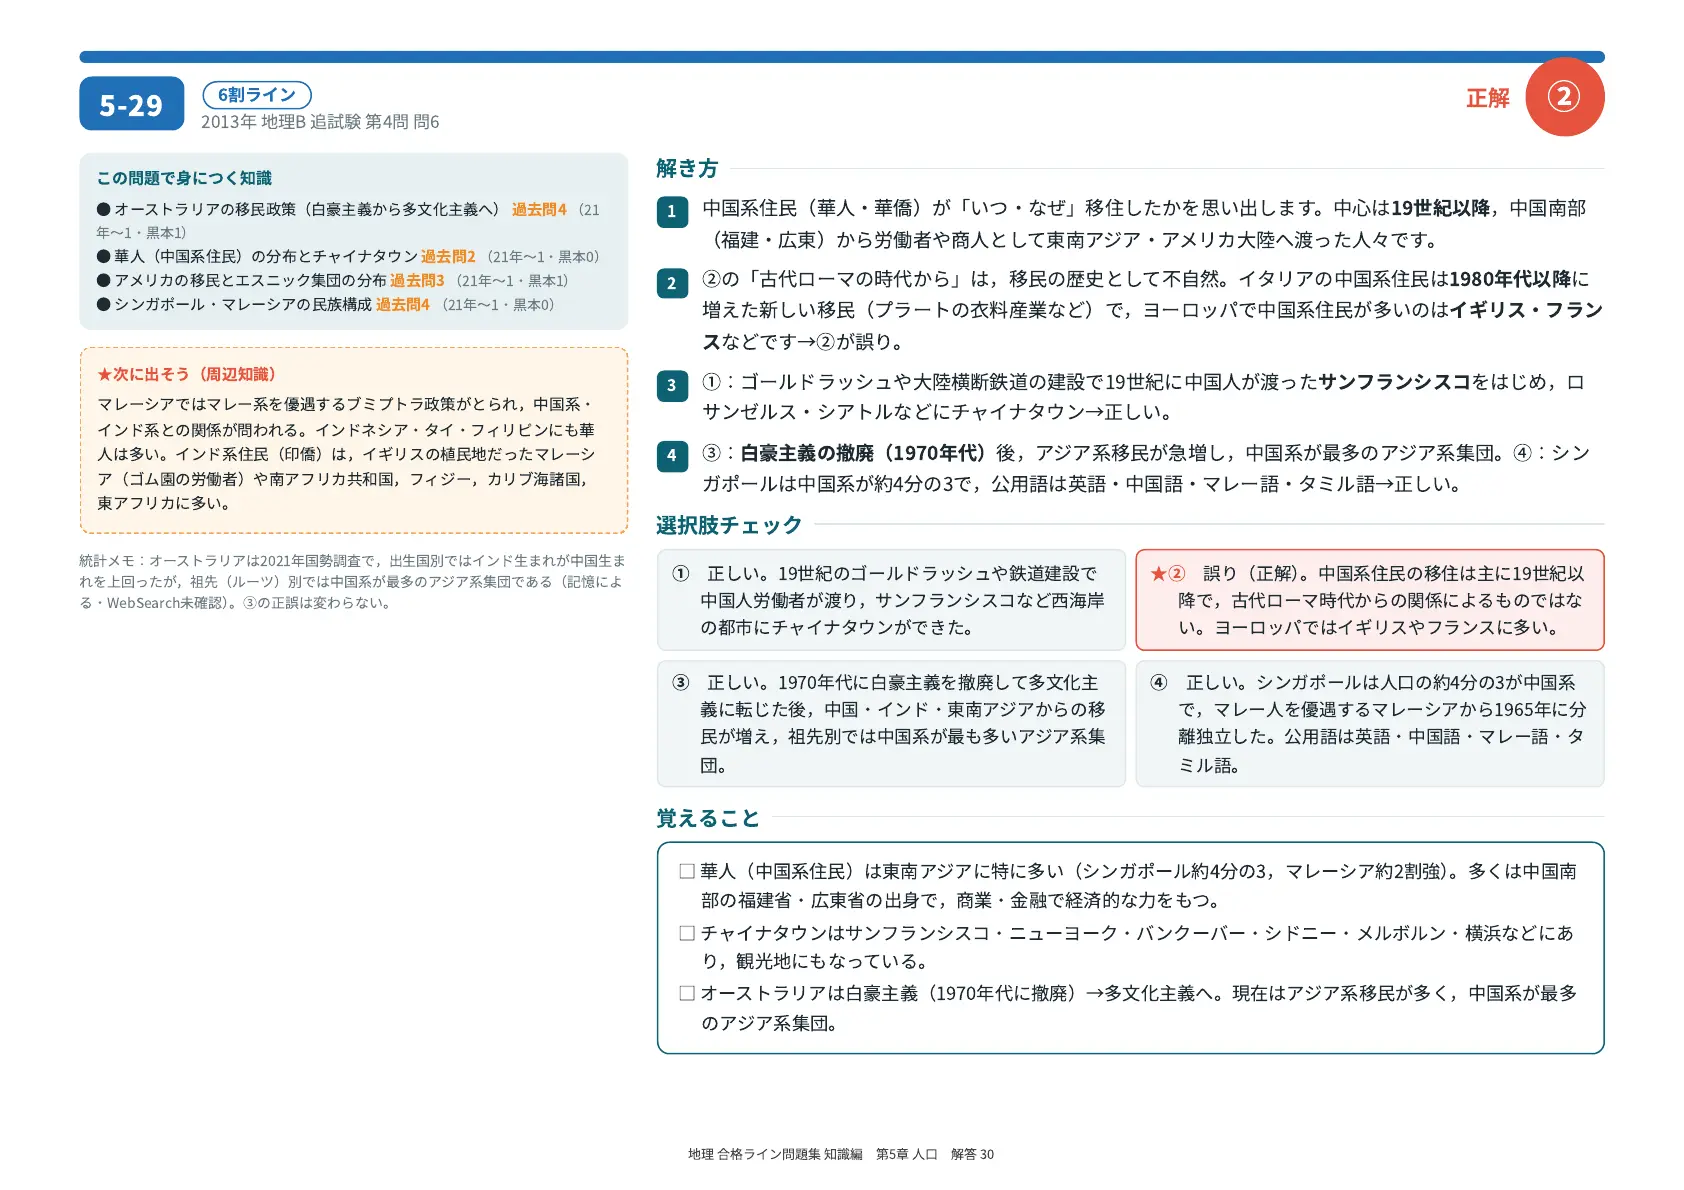 5-29
6割ライン
2013年 地理B 追試験 第4問 問6
正解 ②
この問題で身につく知識
● オーストラリアの移民政策（白豪主義から多文化主義へ） 過去問4 （21
年〜1・黒本1）
● 華人（中国系住民）の分布とチャイナタウン 過去問2 （21年〜1・黒本0）
● アメリカの移民とエスニック集団の分布 過去問3 （21年〜1・黒本1）
● シンガポール・マレーシアの民族構成 過去問4 （21年〜1・黒本0）
★次に出そう（周辺知識）
マレーシアではマレー系を優遇するブミプトラ政策がとられ，中国系・
インド系との関係が問われる。インドネシア・タイ・フィリピンにも華
人は多い。インド系住民（印僑）は，イギリスの植民地だったマレーシ
ア（ゴム園の労働者）や南アフリカ共和国，フィジー，カリブ海諸国，
東アフリカに多い。
統計メモ：オーストラリアは2021年国勢調査で，出生国別ではインド生まれが中国生ま
れを上回ったが，祖先（ルーツ）別では中国系が最多のアジア系集団である（記憶によ
る・WebSearch未確認）。③の正誤は変わらない。
解き方
1 中国系住民（華人・華僑）が「いつ・なぜ」移住したかを思い出します。中心は19世紀以降，中国南部
（福建・広東）から労働者や商人として東南アジア・アメリカ大陸へ渡った人々です。
2 ②の「古代ローマの時代から」は，移民の歴史として不自然。イタリアの中国系住民は1980年代以降に
増えた新しい移民（プラートの衣料産業など）で，ヨーロッパで中国系住民が多いのはイギリス・フラン
スなどです→②が誤り。
3 ①：ゴールドラッシュや大陸横断鉄道の建設で19世紀に中国人が渡ったサンフランシスコをはじめ，ロ
サンゼルス・シアトルなどにチャイナタウン→正しい。
4 ③：白豪主義の撤廃（1970年代）後，アジア系移民が急増し，中国系が最多のアジア系集団。④：シン
ガポールは中国系が約4分の3で，公用語は英語・中国語・マレー語・タミル語→正しい。
選択肢チェック
① 正しい。19世紀のゴールドラッシュや鉄道建設で
中国人労働者が渡り，サンフランシスコなど西海岸
の都市にチャイナタウンができた。
★② 誤り（正解）。中国系住民の移住は主に19世紀以
降で，古代ローマ時代からの関係によるものではな
い。ヨーロッパではイギリスやフランスに多い。
③ 正しい。1970年代に白豪主義を撤廃して多文化主
義に転じた後，中国・インド・東南アジアからの移
民が増え，祖先別では中国系が最も多いアジア系集
団。
④ 正しい。シンガポールは人口の約4分の3が中国系
で，マレー人を優遇するマレーシアから1965年に分
離独立した。公用語は英語・中国語・マレー語・タ
ミル語。
覚えること
□ 華人（中国系住民）は東南アジアに特に多い（シンガポール約4分の3，マレーシア約2割強）。多くは中国南
部の福建省・広東省の出身で，商業・金融で経済的な力をもつ。
□ チャイナタウンはサンフランシスコ・ニューヨーク・バンクーバー・シドニー・メルボルン・横浜などにあ
り，観光地にもなっている。
□ オーストラリアは白豪主義（1970年代に撤廃）→多文化主義へ。現在はアジア系移民が多く，中国系が最多
のアジア系集団。
地理 合格ライン問題集 知識編 第5章 人口 解答 30